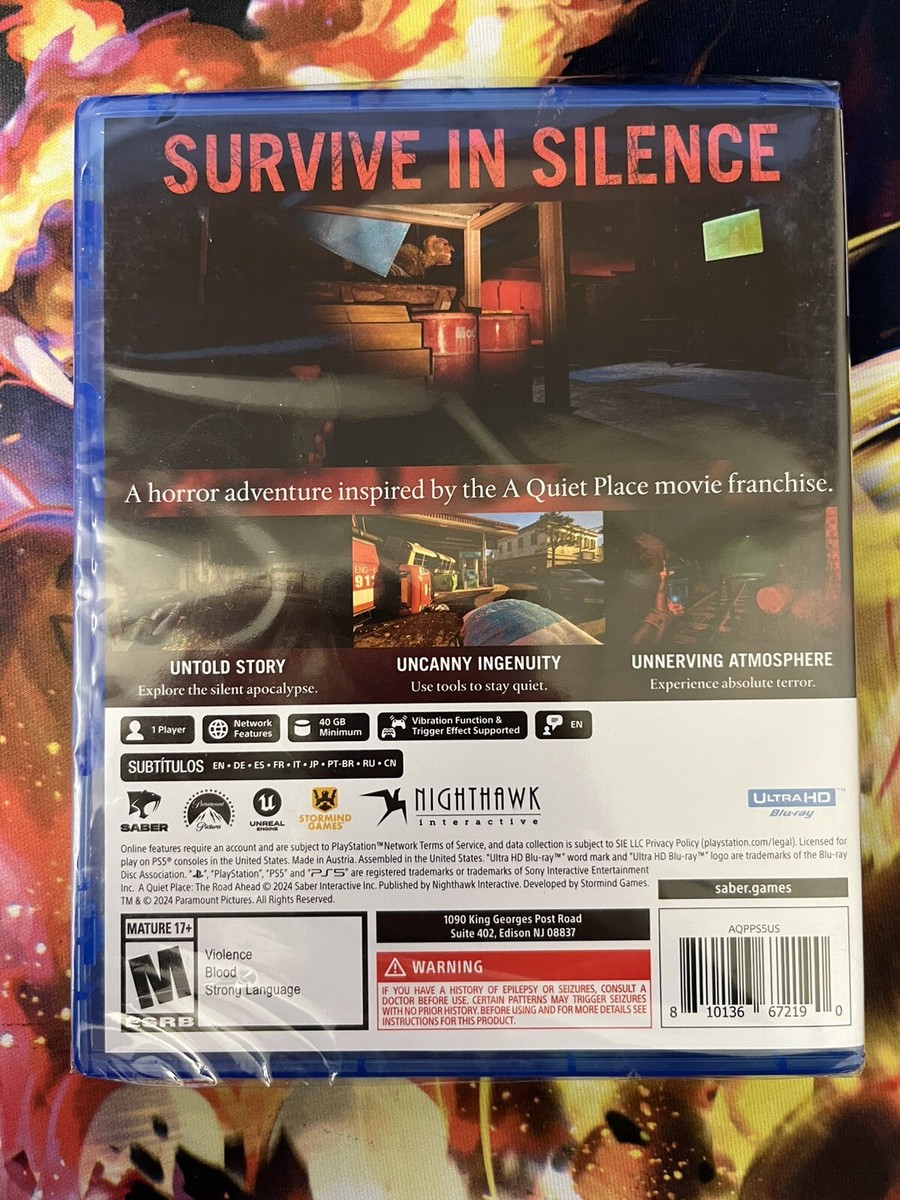 SURVIVE IN SILENCE
A horror adventure inspired by the A Quiet Place movie franchise.
ENG-
911
UNTOLD STORY
Explore the silent apocalypse.
UNCANNY INGENUITY
Use tools to stay quiet.
UNNERVING ATMOSPHERE
Experience absolute terror.
1 Player
Network
Features
40 GB
Minimum
Vibration Function &
Trigger Effect Supported
EN
SUBTÍTULOS EN • DE • ES • FR • IT • JP • PT-BR • RU • CN
SABER
Paramount
Pictures
UNREAL
ENGINE
STORMIND
GAMES
NIGHTHAWK
interactive
ULTRA HD ™
Blu-ray
Online features require an account and are subject to PlayStation™Network Terms of Service, and data collection is subject to SIE LLC Privacy Policy (playstation.com/legal). Licensed for
play on PS5® consoles in the United States. Made in Austria. Assembled in the United States. "Ultra HD Blu-ray™" word mark and "Ultra HD Blu-ray™" logo are trademarks of the Blu-ray
Disc Association. " ", "PlayStation", "PS5" and "PS5" are registered trademarks or trademarks of Sony Interactive Entertainment
Inc. A Quiet Place: The Road Ahead © 2024 Saber Interactive Inc. Published by Nighthawk Interactive. Developed by Stormind Games.
TM & © 2024 Paramount Pictures. All Rights Reserved.
saber.games
MATURE 17+
M
ESRB
Violence
Blood
Strong Language
1090 King Georges Post Road
Suite 402, Edison NJ 08837
WARNING
IF YOU HAVE A HISTORY OF EPILEPSY OR SEIZURES, CONSULT A
DOCTOR BEFORE USE. CERTAIN PATTERNS MAY TRIGGER SEIZURES
WITH NO PRIOR HISTORY. BEFORE USING AND FOR MORE DETAILS SEE
INSTRUCTIONS FOR THIS PRODUCT.
AQPPS5US
8 10136 67219 0